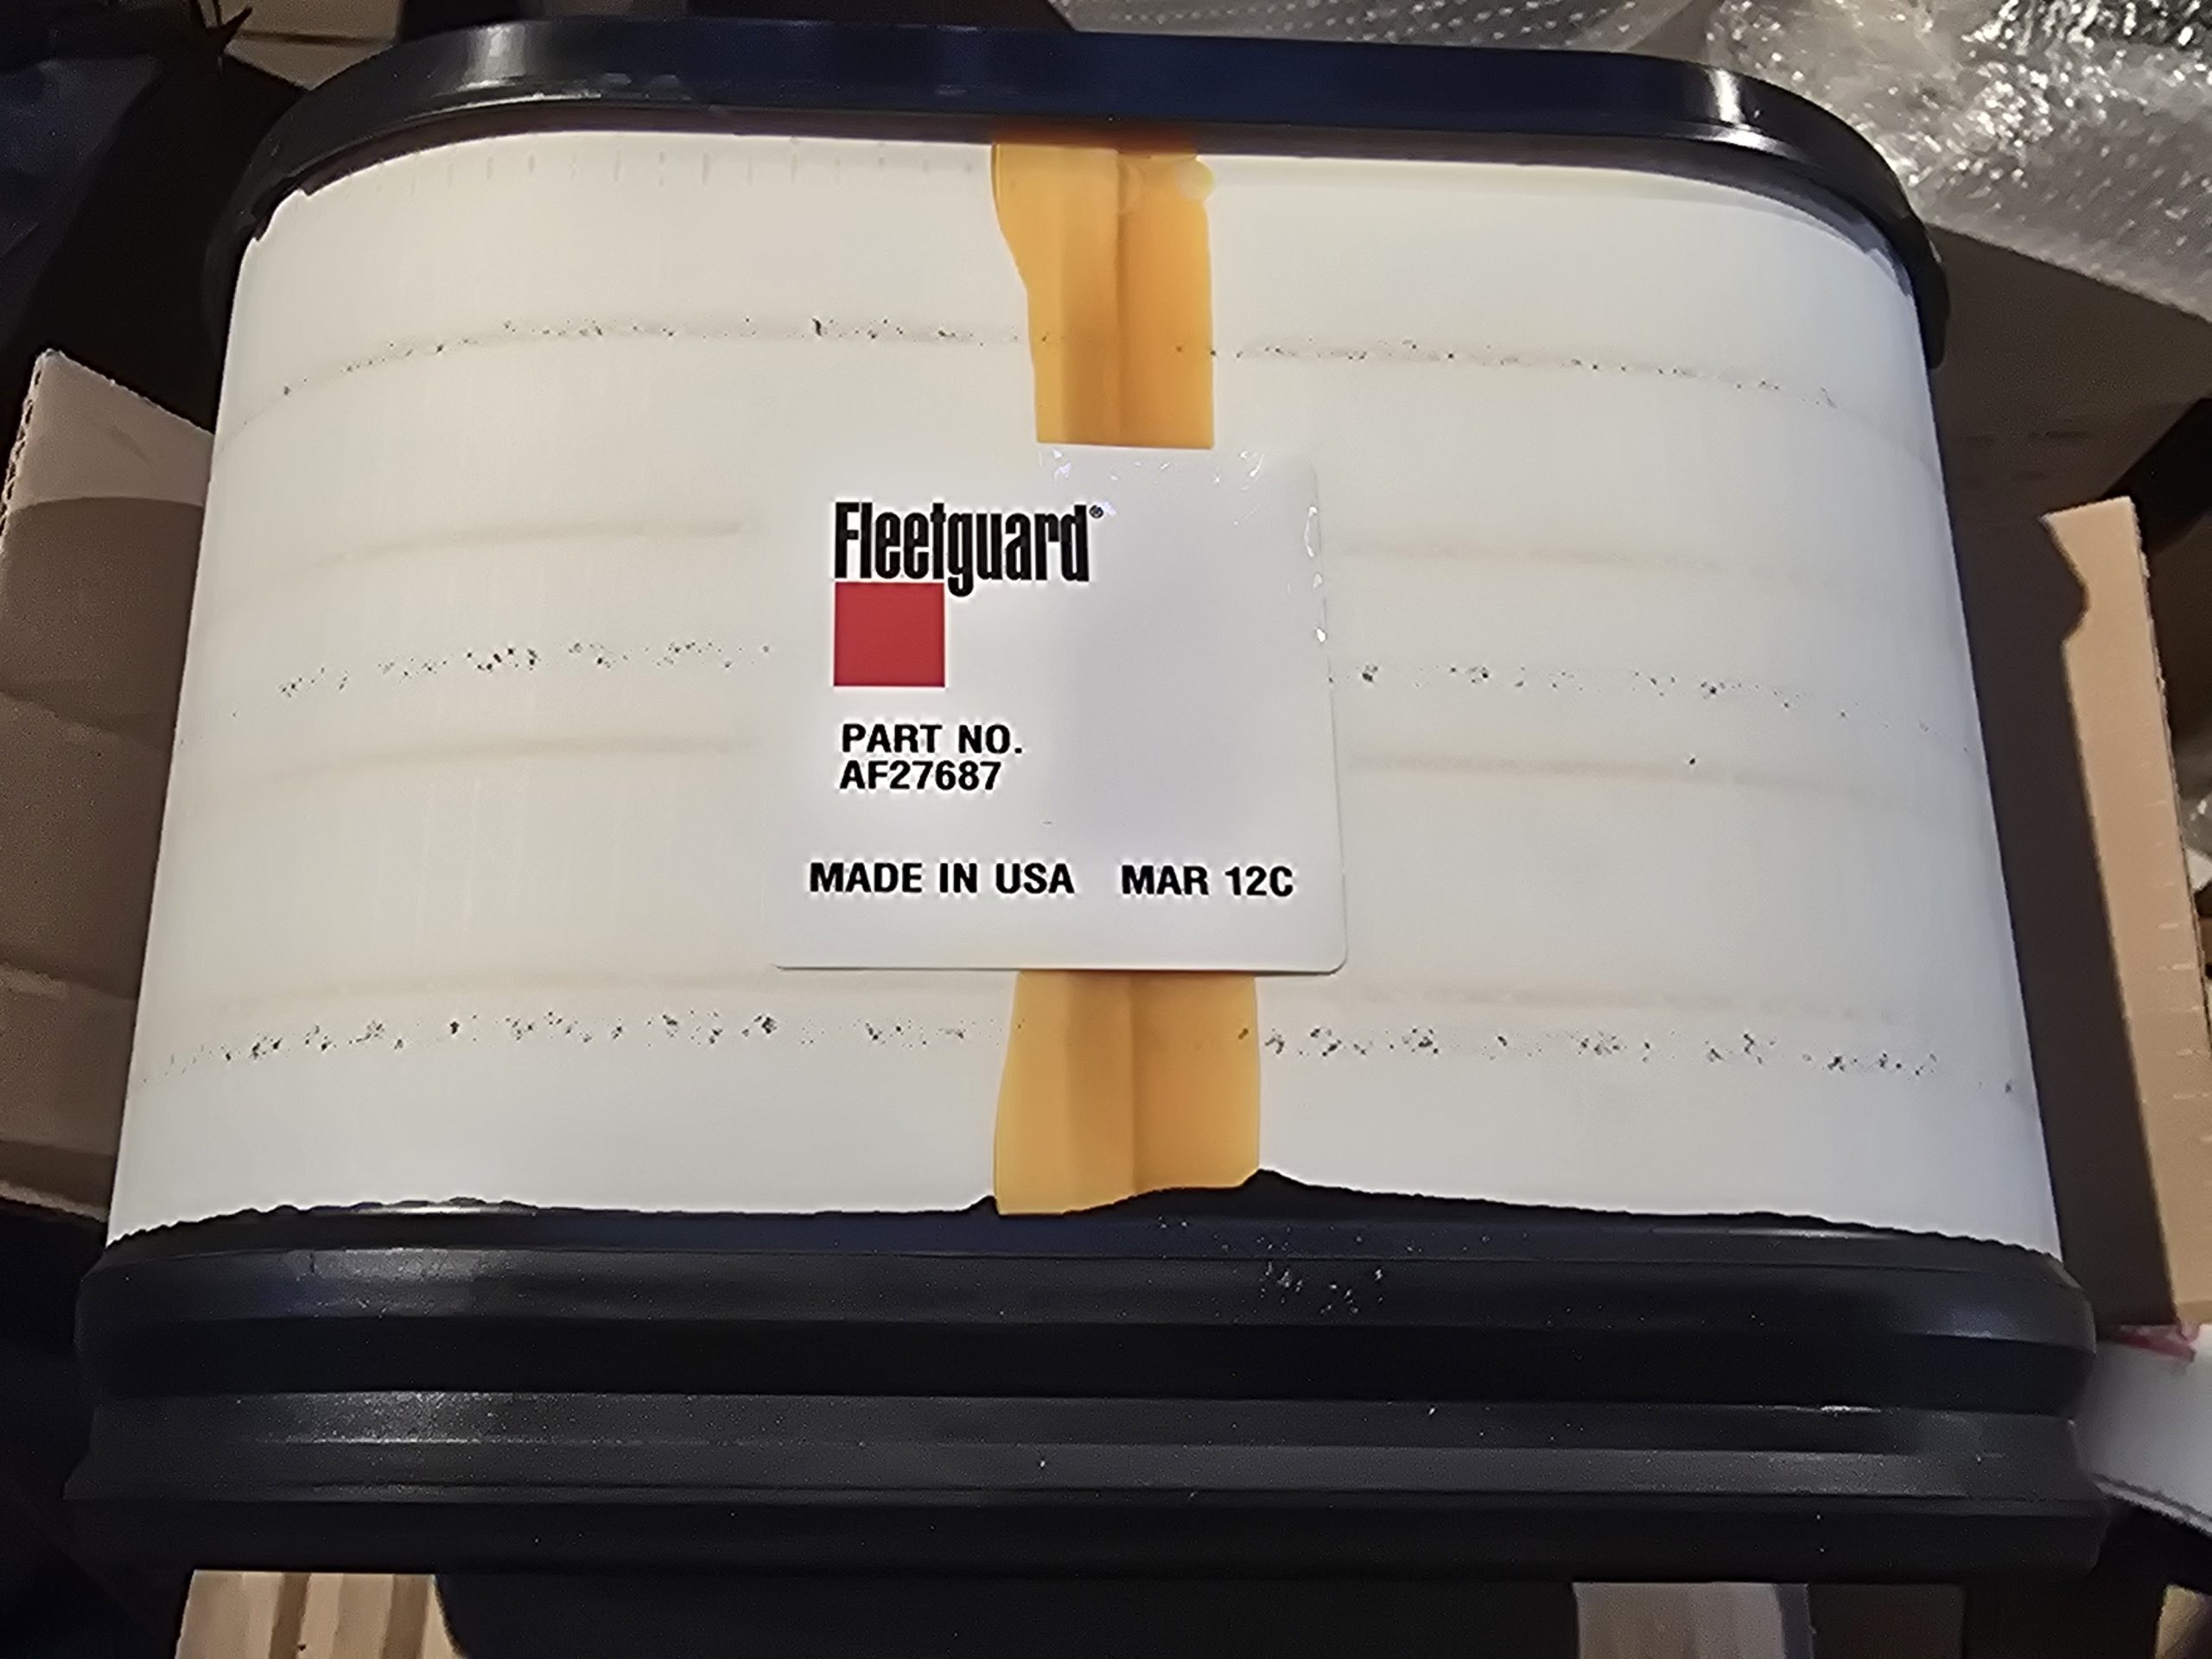 Fleetguard®
PART NO.
AF27687
MADE IN USA MAR 12C